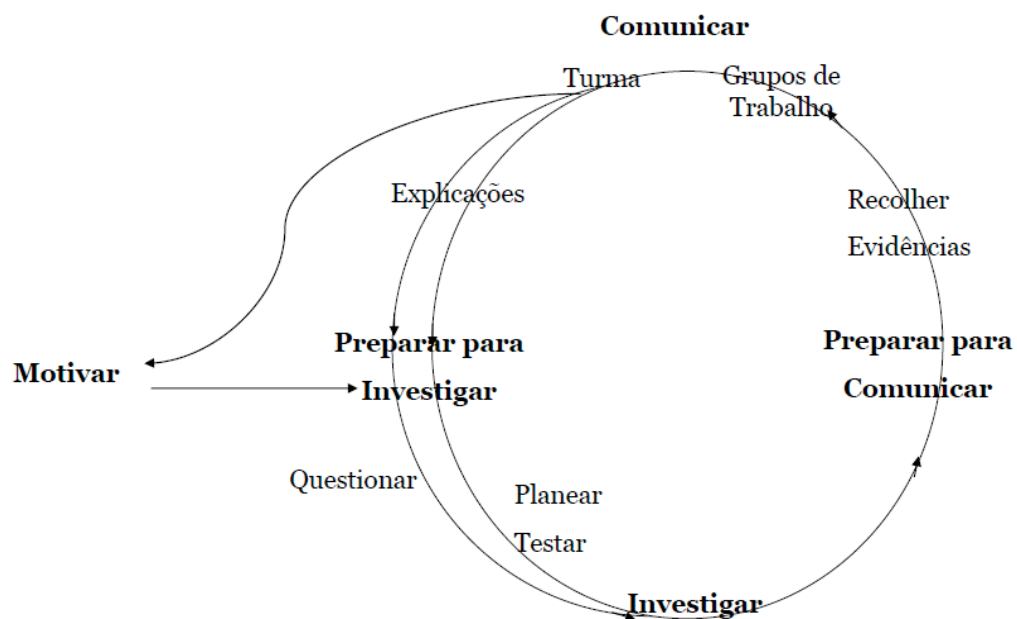 Comunicar
Turma
Grupos de
Trabalho
Explicações
Recolher
Evidências
Preparar para
Investigar
Preparar para
Comunicar
Motivar
Questionar
Planear
Testar
Investigar